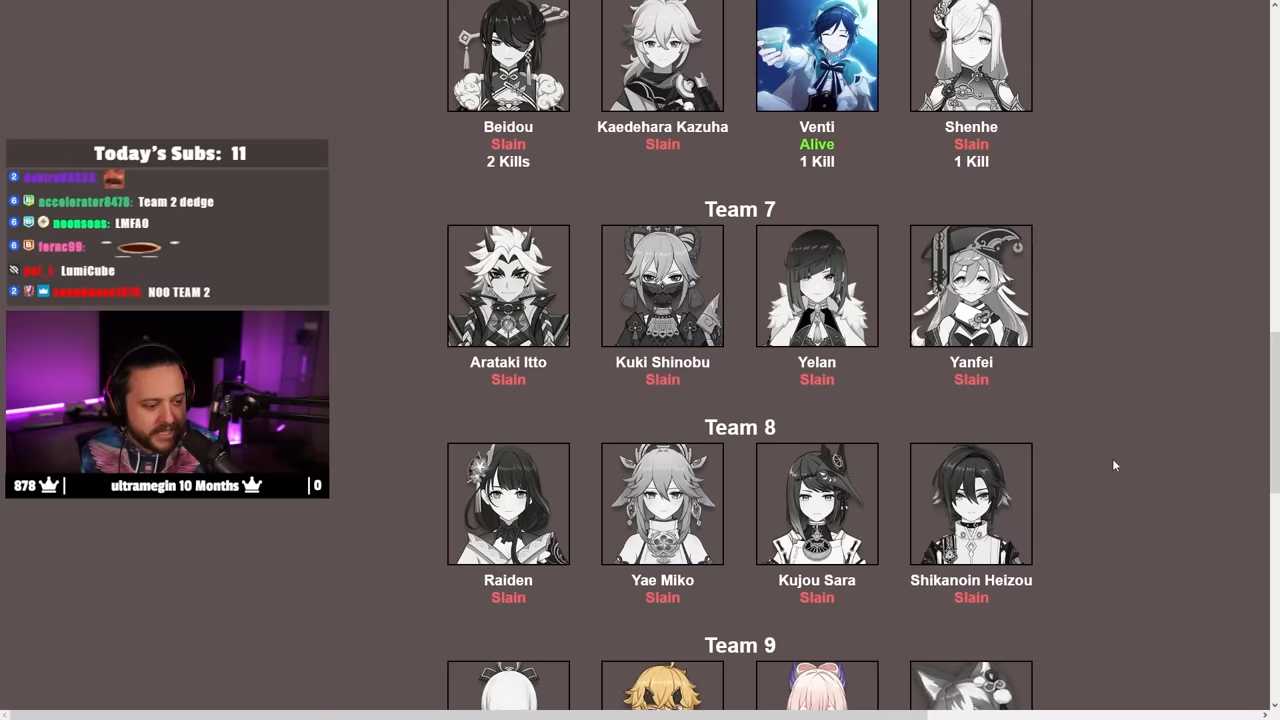 Beidou
Slain
2 Kills
Kaedehara Kazuha
Slain
Venti
Alive
1 Kill
Shenhe
Slain
1 Kill
Today's Subs: 11
accelerator8478: Team 2 dedge
noonsons: LMFAO
fornc99:
LumiCube
NOO TEAM 2
878
ultramegin 10 Months
0
Team 7
Arataki Itto
Slain
Kuki Shinobu
Slain
Yelan
Slain
Yanfei
Slain
Team 8
Raiden
Slain
Yae Miko
Slain
Kujou Sara
Slain
Shikanoin Heizou
Slain
Team 9